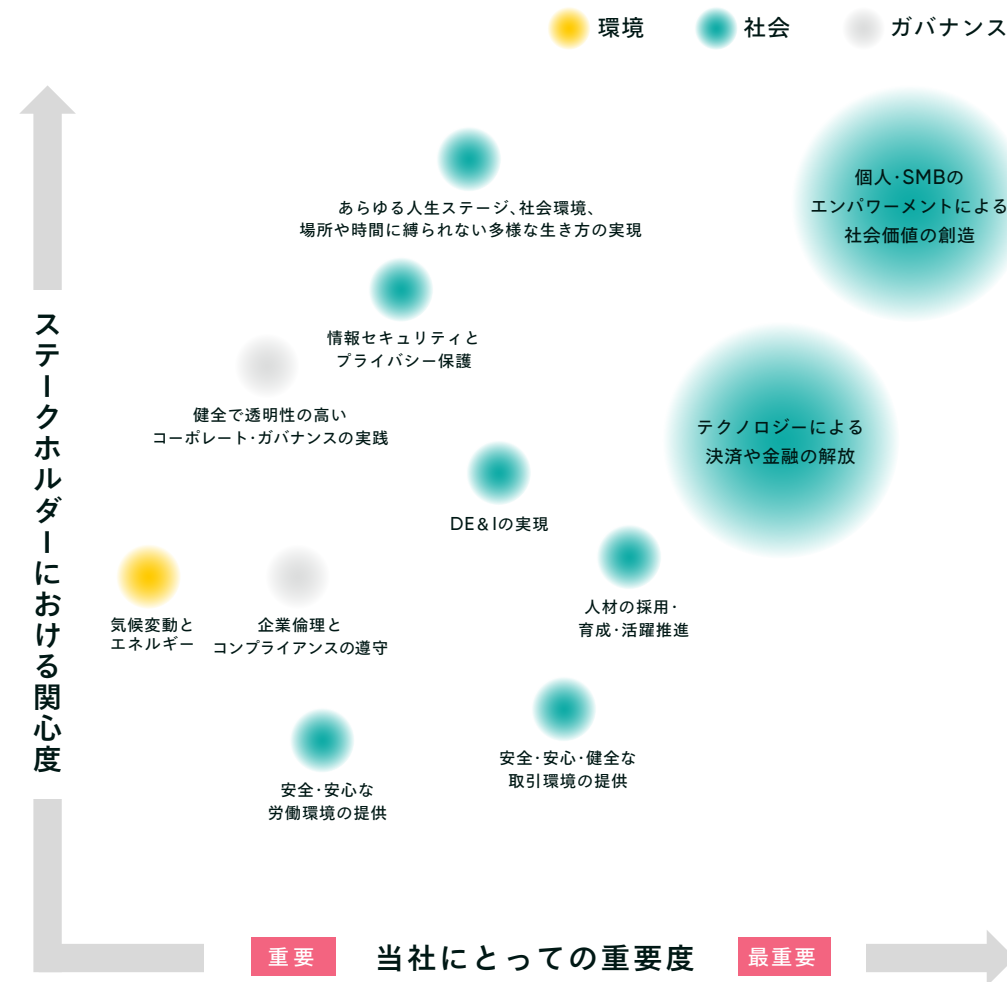 環境
社会
ガバナンス
個人・SMBの
エンパワーメントによる
社会価値の創造
あらゆる人生ステージ、社会環境、
場所や時間に縛られない多様な生き方の実現
情報セキュリティと
プライバシー保護
健全で透明性の高い
コーポレート・ガバナンスの実践
テクノロジーによる
決済や金融の解放
DE&Iの実現
人材の採用・
育成・活躍推進
気候変動と
エネルギー
企業倫理と
コンプライアンスの遵守
安全・安心・健全な
取引環境の提供
安全・安心な
労働環境の提供
ステークホルダーにおける関心度
重要
当社にとっての重要度
最重要